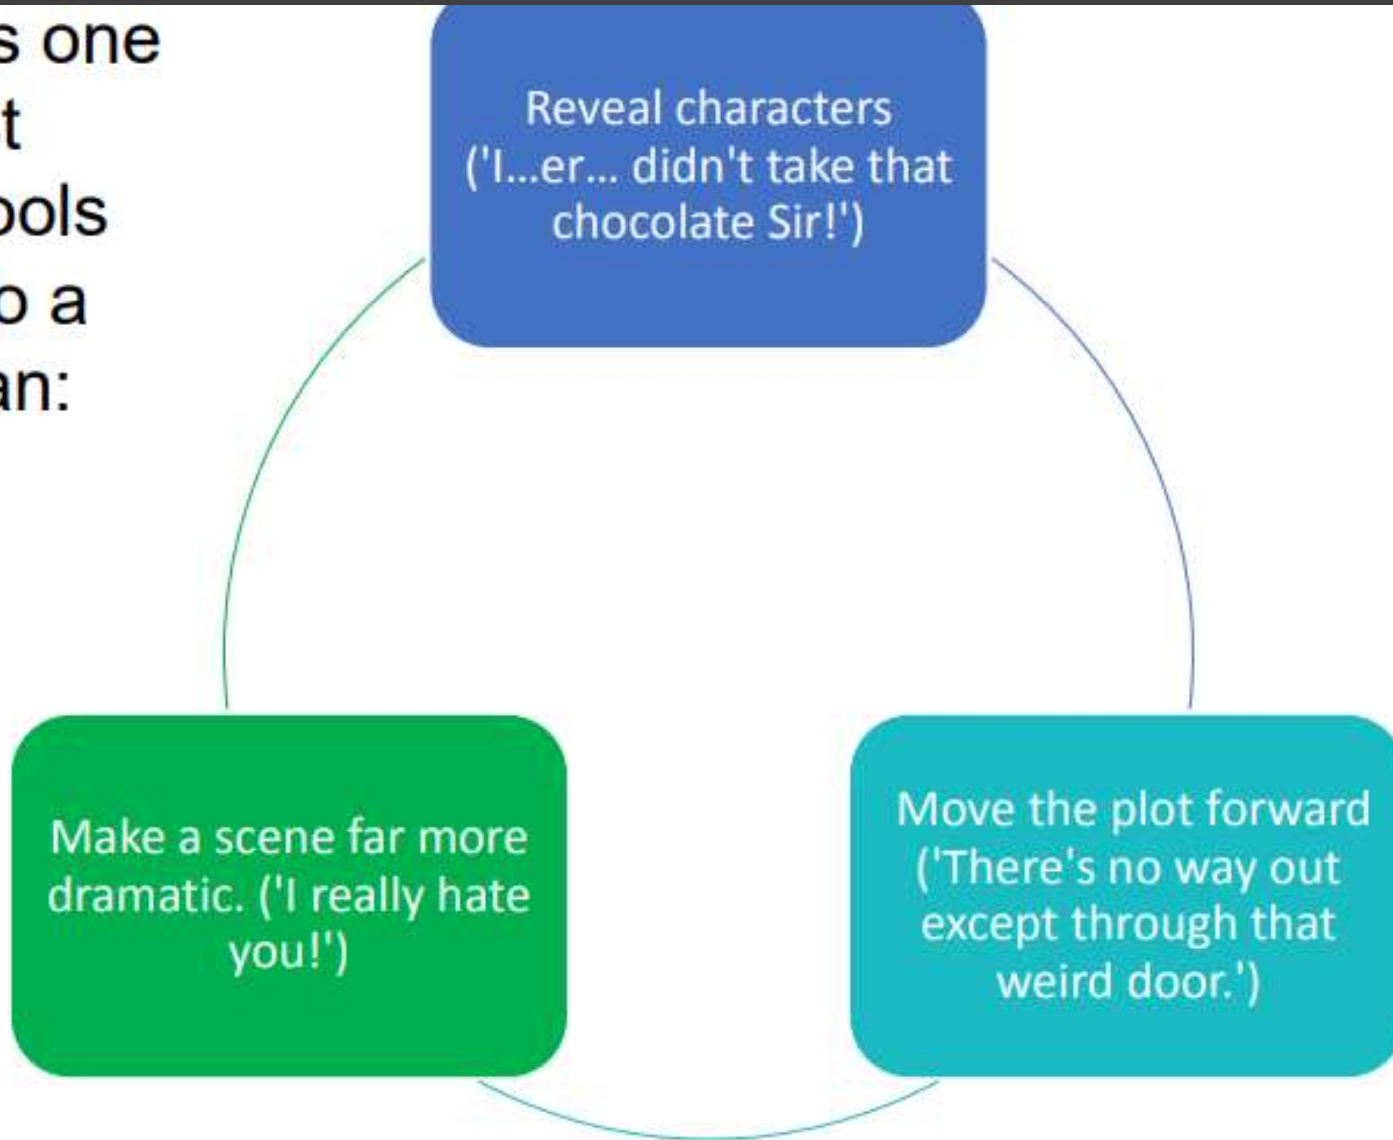 s one
t
ools
o a
an:
Reveal characters
('I...er... didn't take that
chocolate Sir!')
Make a scene far more
dramatic. ('I really hate
you!')
Move the plot forward
('There's no way out
except through that
weird door.')